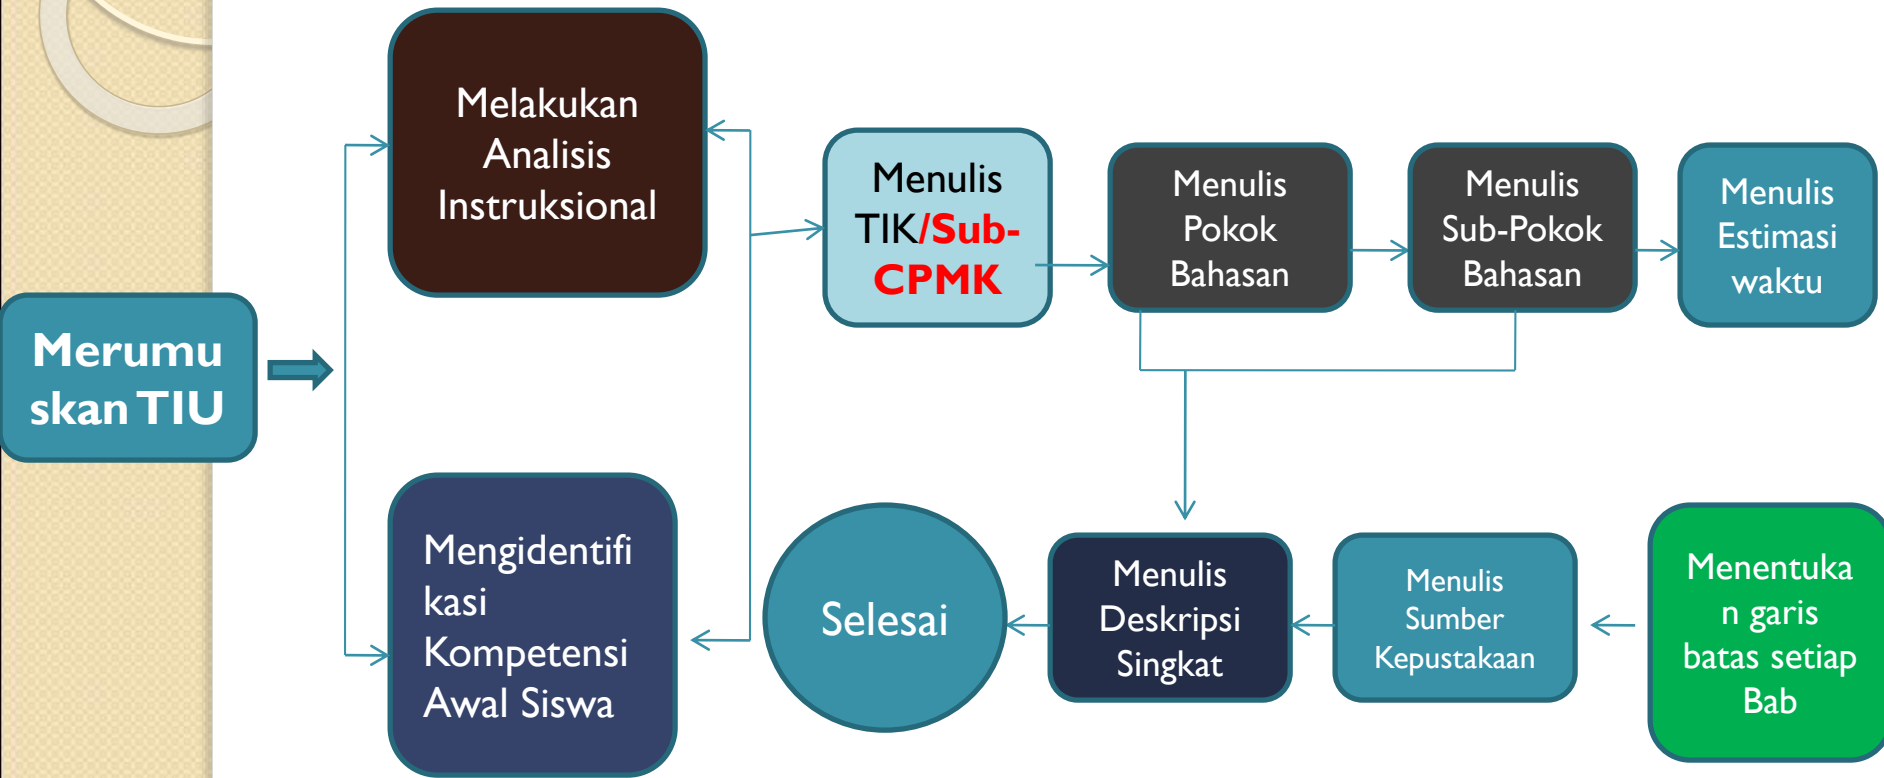 Merumu
skan TIU
Melakukan
Analisis
Instruksional
Mengidentifi
kasi
Kompetensi
Awal Siswa
Menulis
TIK/Sub-
CPMK
Menulis
Pokok
Bahasan
Menulis
Sub-Pokok
Bahasan
Menulis
Estimasi
waktu
Menentuka
n garis
batas setiap
Bab
Menulis
Sumber
Kepustakaan
Menulis
Deskripsi
Singkat
Selesai